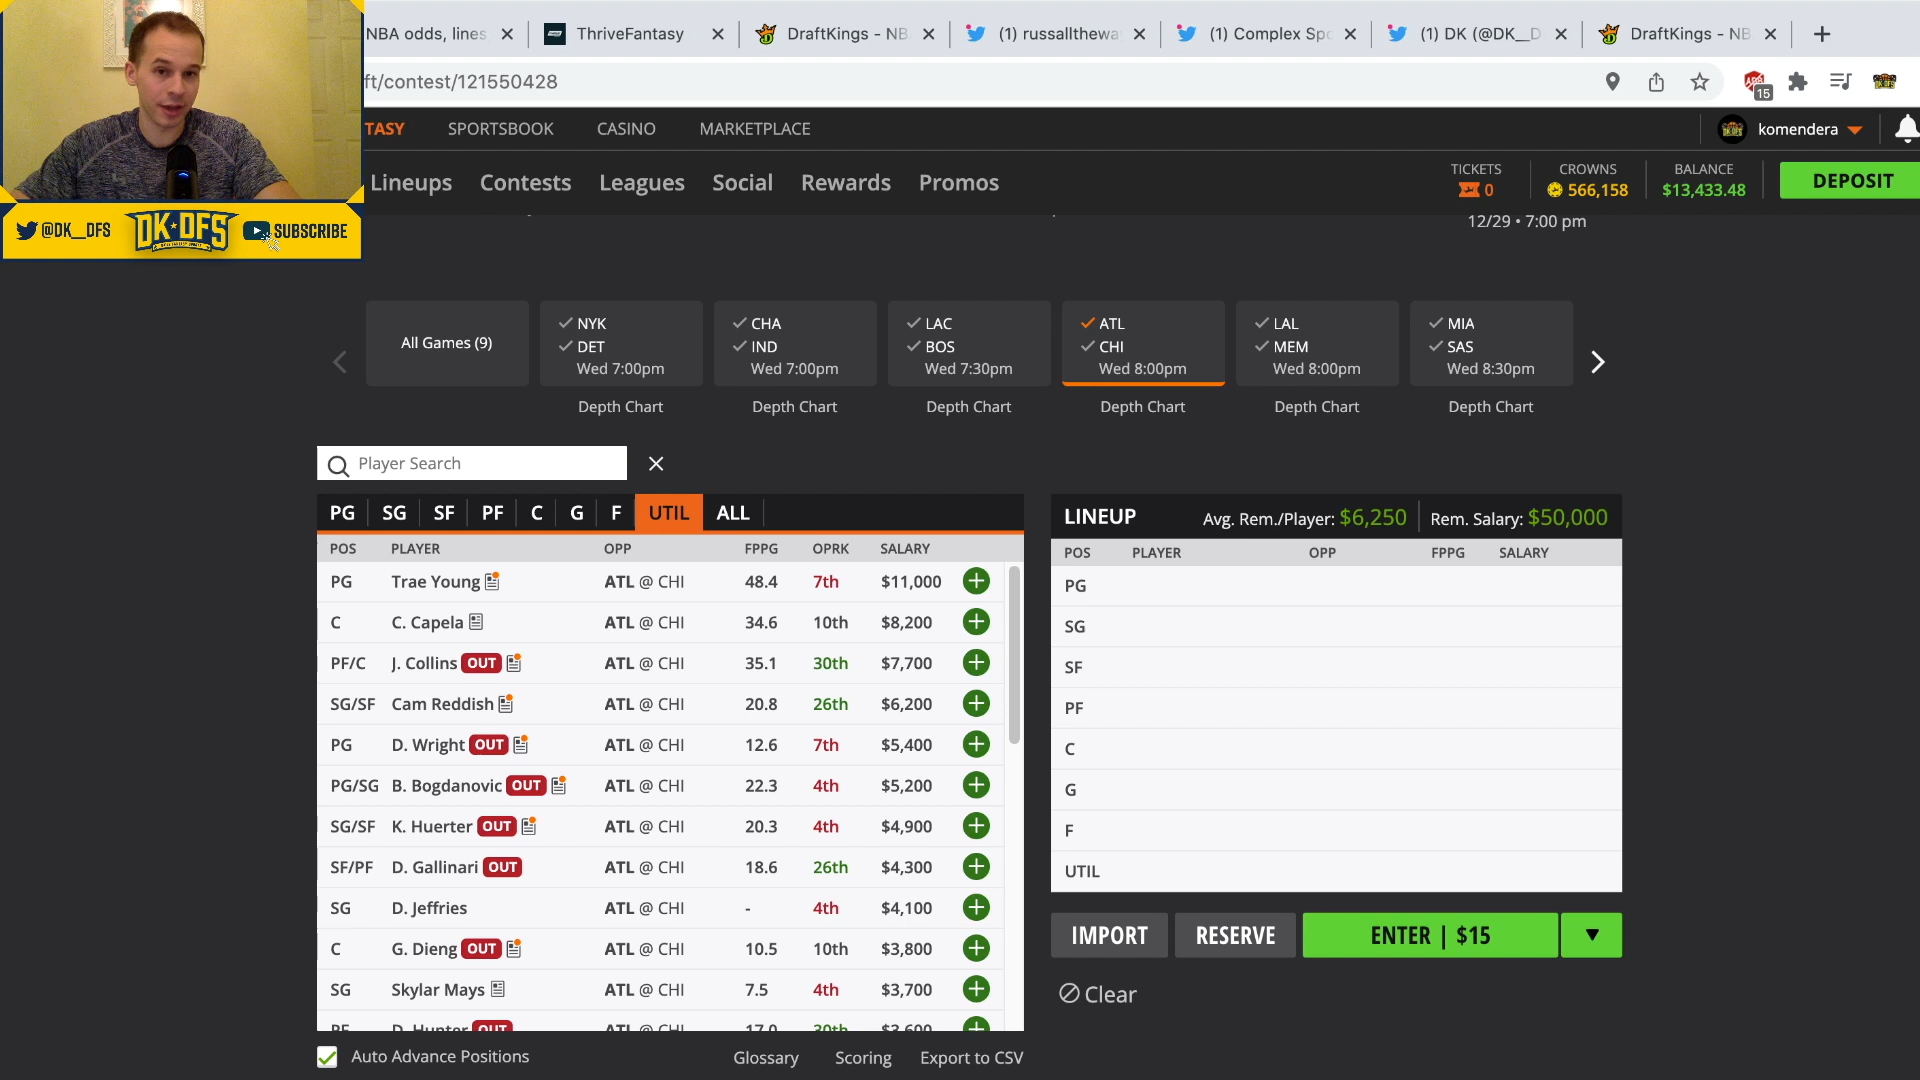 NBA odds, lines
ThriveFantasy
DraftKings - NB
(1) russallthewa
(1) Complex Spo
(1) DK (@DK__D
DraftKings - NB
ft/contest/121550428
15
TASY
SPORTSBOOK
CASINO
MARKETPLACE
komendera
Lineups
Contests
Leagues
Social
Rewards
Promos
TICKETS
0
CROWNS
566,158
BALANCE
$13,433.48
DEPOSIT
@DK__DFS
DK DFS
SUBSCRIBE
12/29 • 7:00 pm
All Games (9)
NYK
DET
Wed 7:00pm
CHA
IND
Wed 7:00pm
LAC
BOS
Wed 7:30pm
ATL
CHI
Wed 8:00pm
LAL
MEM
Wed 8:00pm
MIA
SAS
Wed 8:30pm
Depth Chart
Depth Chart
Depth Chart
Depth Chart
Depth Chart
Depth Chart
Player Search
PG SG SF PF C G F UTIL ALL
POS PLAYER OPP FPPG OPRK SALARY
PG Trae Young ATL @ CHI 48.4 7th $11,000
C C. Capela ATL @ CHI 34.6 10th $8,200
PF/C J. Collins OUT ATL @ CHI 35.1 30th $7,700
SG/SF Cam Reddish ATL @ CHI 20.8 26th $6,200
PG D. Wright OUT ATL @ CHI 12.6 7th $5,400
PG/SG B. Bogdanovic OUT ATL @ CHI 22.3 4th $5,200
SG/SF K. Huerter OUT ATL @ CHI 20.3 4th $4,900
SF/PF D. Gallinari OUT ATL @ CHI 18.6 26th $4,300
SG D. Jeffries ATL @ CHI - 4th $4,100
C G. Dieng OUT ATL @ CHI 10.5 10th $3,800
SG Skylar Mays ATL @ CHI 7.5 4th $3,700
PF D. Hunter OUT ATL @ CHI 17.0 30th $3,600
Auto Advance Positions
Glossary
Scoring
Export to CSV
LINEUP
Avg. Rem./Player: $6,250
Rem. Salary: $50,000
POS PLAYER OPP FPPG SALARY
PG
SG
SF
PF
C
G
F
UTIL
IMPORT
RESERVE
ENTER | $15
Clear